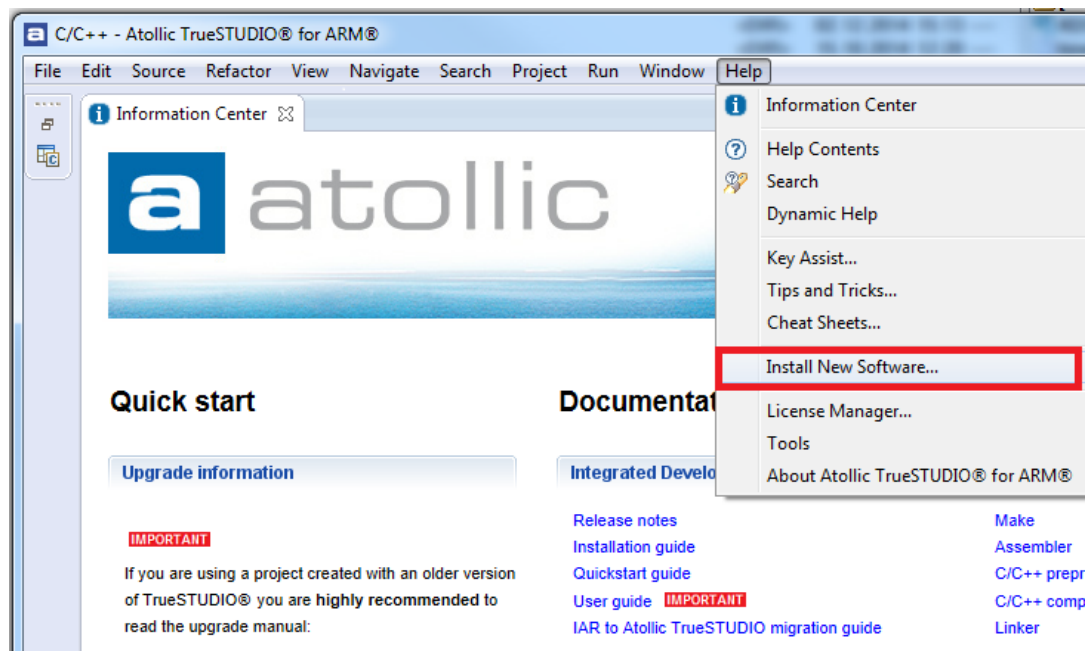 C/C++ - Atollic TrueSTUDIO® for ARM®
File Edit Source Refactor View Navigate Search Project Run Window Help
Information Center
a atollic
Information Center
Help Contents
Search
Dynamic Help
Key Assist...
Tips and Tricks...
Cheat Sheets...
Install New Software...
License Manager...
Tools
About Atollic TrueSTUDIO® for ARM®
Quick start
Upgrade information
IMPORTANT
If you are using a project created with an older version
of TrueSTUDIO® you are highly recommended to
read the upgrade manual:
Documentat
Integrated Develo
Release notes
Installation guide
Quickstart guide
User guide IMPORTANT
IAR to Atollic TrueSTUDIO migration guide
Make
Assembler
C/C++ prepr
C/C++ comp
Linker